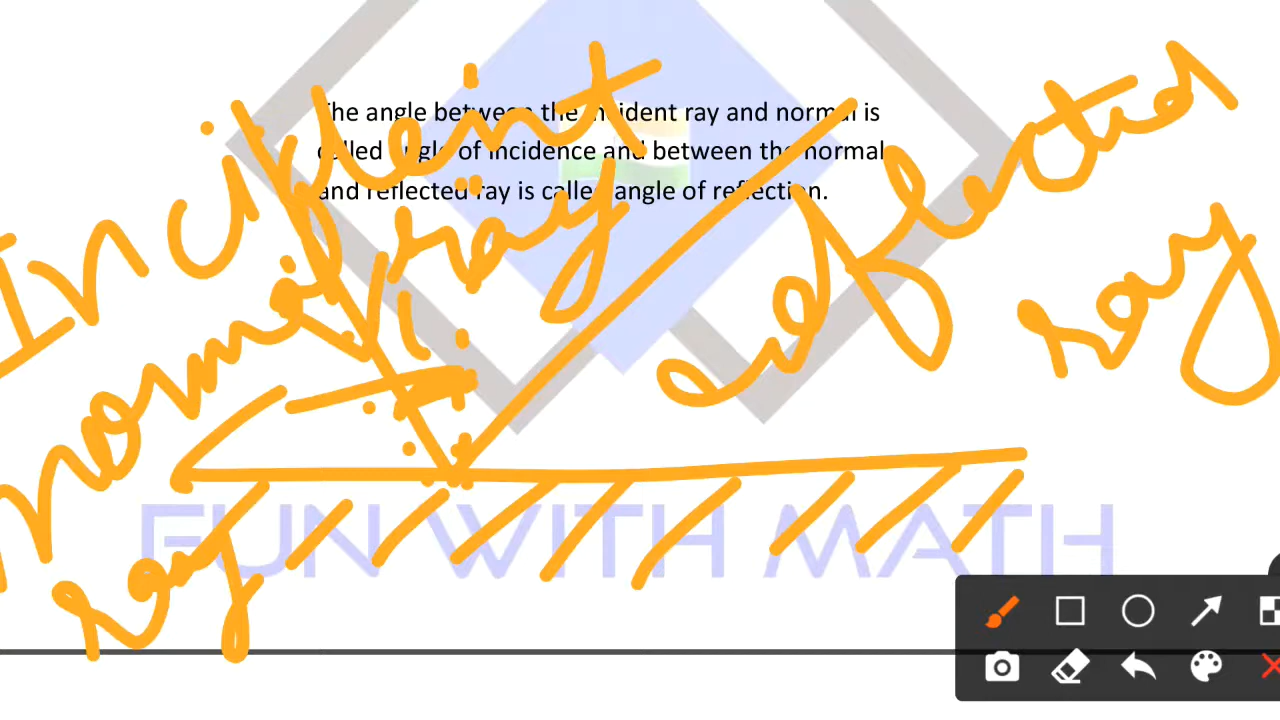 The angle between the incident ray and normal is
called angle of incidence and between the normal
and reflected ray is called angle of reflection.
Incident
ray
reflected
ray
normal
ray
FUN WITH MATH